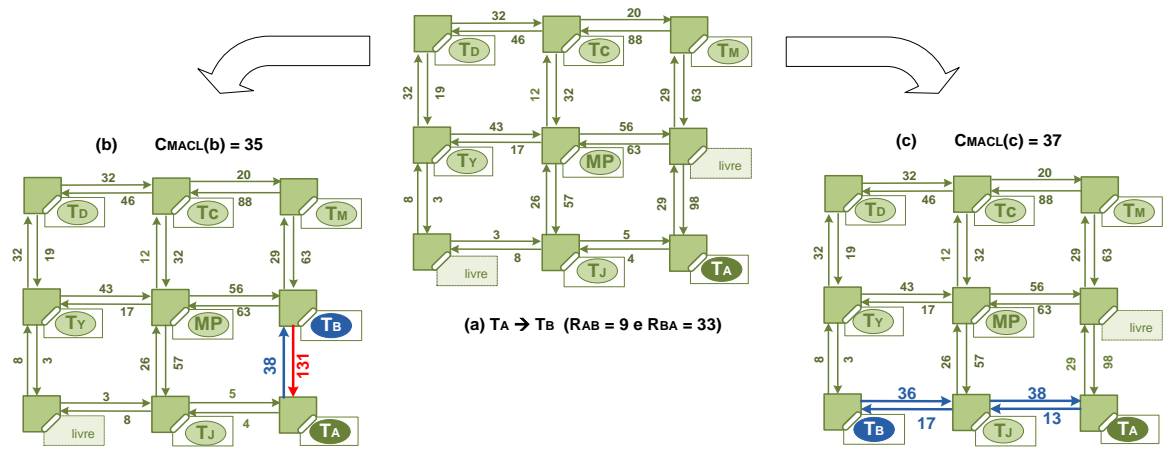 32 20
46 88
TD TC TM
32 19 12 32 29 63
43 56
17 63
TY MP livre
8 3 26 57 29 98
3 5
8 4
livre TJ TA
(a) TA → TB (RAB = 9 e RBA = 33)
(b) CMACL(b) = 35
32 20
46 88
TD TC TM
32 19 12 32 29 63
43 56
17 63
TY MP TB
8 3 26 57 38 131
3 5
8 4
livre TJ TA
(c) CMACL(c) = 37
32 20
46 88
TD TC TM
32 19 12 32 29 63
43 56
17 63
TY MP livre
8 3 26 57 29 98
36 38
17 13
TB TJ TA